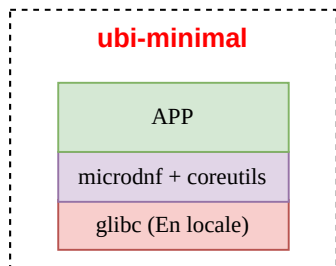 ubi-minimal
APP
microdnf + coreutils
glibc (En locale)